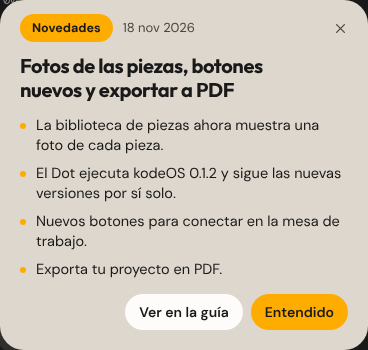 Novedades 18 nov 2026
Fotos de las piezas, botones
nuevos y exportar a PDF
La biblioteca de piezas ahora muestra una
foto de cada pieza.
El Dot ejecuta kodeOS 0.1.2 y sigue las nuevas
versiones por sí solo.
Nuevos botones para conectar en la mesa de
trabajo.
Exporta tu proyecto en PDF.
Ver en la guía Entendido